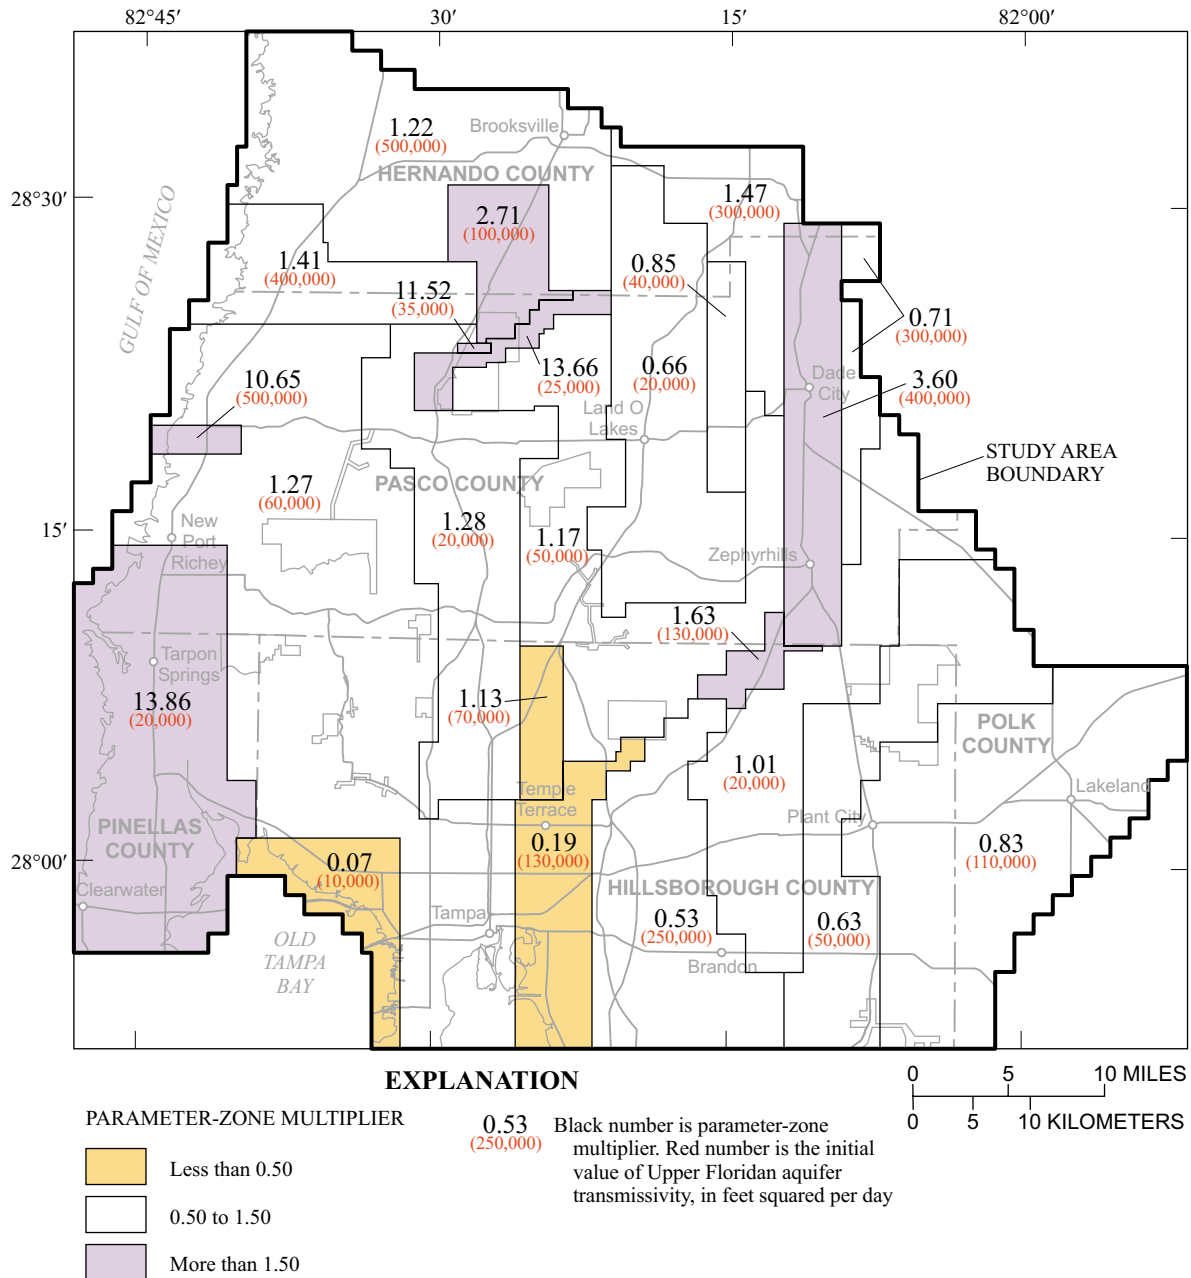 82°45′ 30′ 15′ 82°00′
1.22
(500,000)
Brooksville
HERNANDO COUNTY
28°30′
GULF OF MEXICO
1.47
(300,000)
2.71
(100,000)
1.41
(400,000)
0.85
(40,000)
11.52
(35,000)
0.71
(300,000)
13.66
(25,000)
0.66
(20,000)
10.65
(500,000)
Dade
City
3.60
(400,000)
Land O
Lakes
STUDY AREA
BOUNDARY
PASCO COUNTY
1.27
(60,000)
15′
New
Port
Richey
1.28
(20,000)
1.17
(50,000)
Zephyrhills
1.63
(130,000)
Tarpon
Springs
13.86
(20,000)
1.13
(70,000)
POLK
COUNTY
1.01
(20,000)
Temple
Terrace
Lakeland
Plant City
PINELLAS
COUNTY
28°00′
0.07
(10,000)
0.19
(130,000)
0.83
(110,000)
Clearwater
HILLSBOROUGH COUNTY
Tampa
0.53
(250,000)
0.63
(50,000)
OLD
TAMPA
BAY
Brandon
EXPLANATION
0 5 10 MILES
0 5 10 KILOMETERS
PARAMETER-ZONE MULTIPLIER
Less than 0.50
0.50 to 1.50
More than 1.50
0.53
(250,000)
Black number is parameter-zone
multiplier. Red number is the initial
value of Upper Floridan aquifer
transmissivity, in feet squared per day